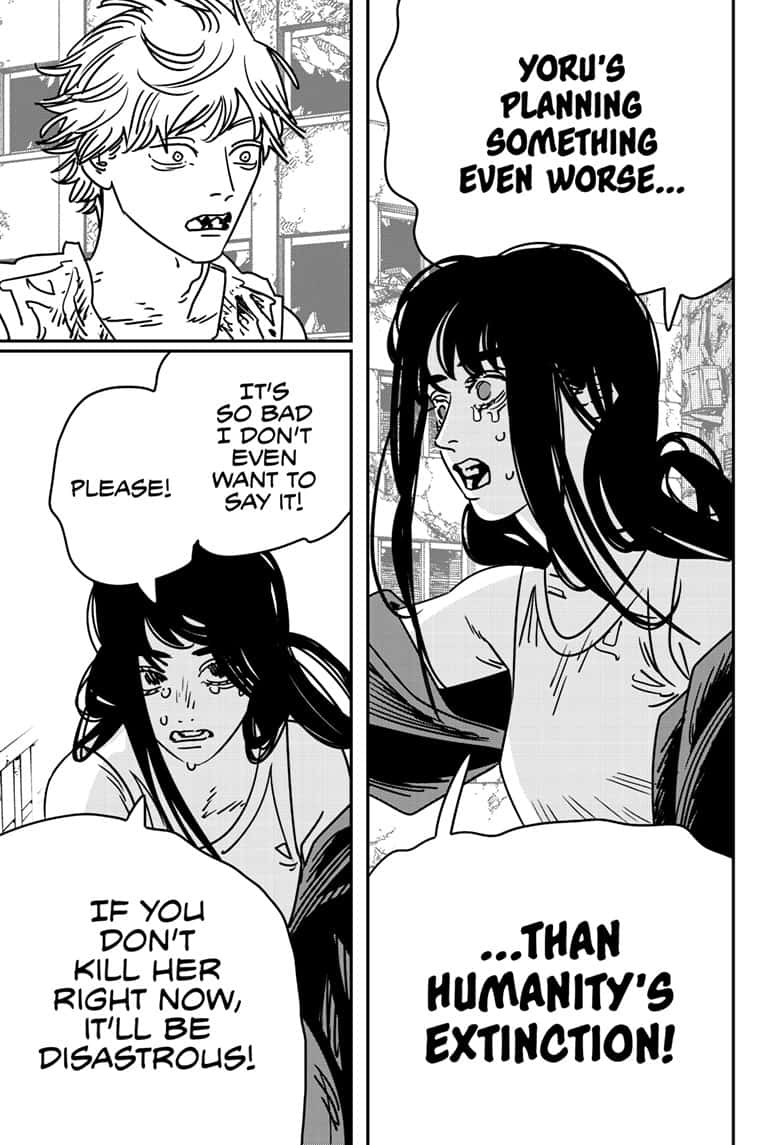 YORU'S
PLANNING
SOMETHING
EVEN WORSE...
...THAN
HUMANITY'S
EXTINCTION!
IT'S
SO BAD
I DON'T
EVEN
WANT TO
SAY IT!
PLEASE!
IF YOU
DON'T
KILL HER
RIGHT NOW,
IT'LL BE
DISASTROUS!